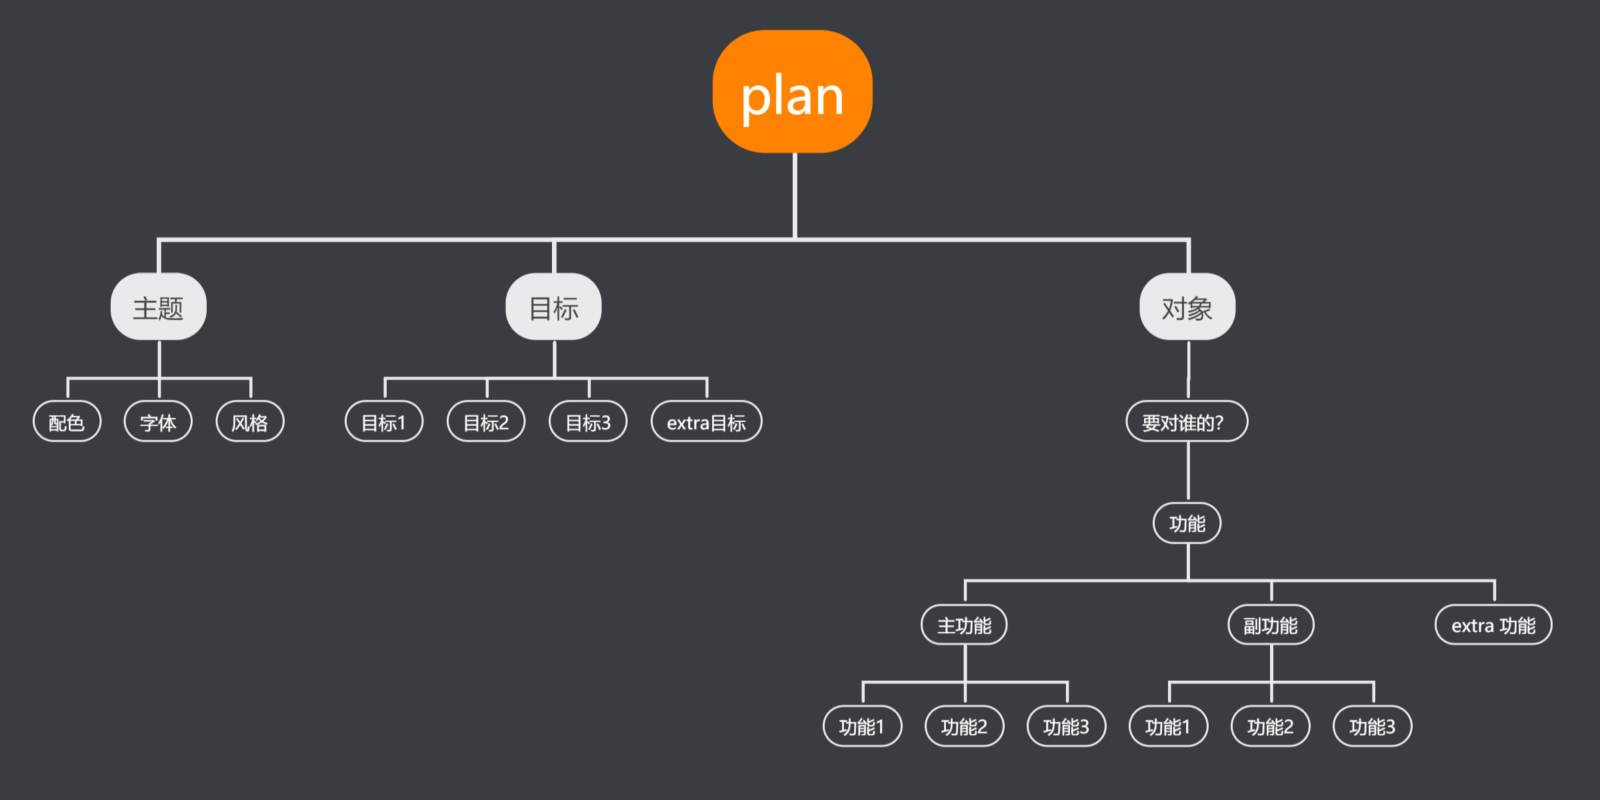 plan
主题
目标
对象
配色
字体
风格
目标1
目标2
目标3
extra目标
要对谁的?
功能
主功能
副功能
extra 功能
功能1
功能2
功能3
功能1
功能2
功能3